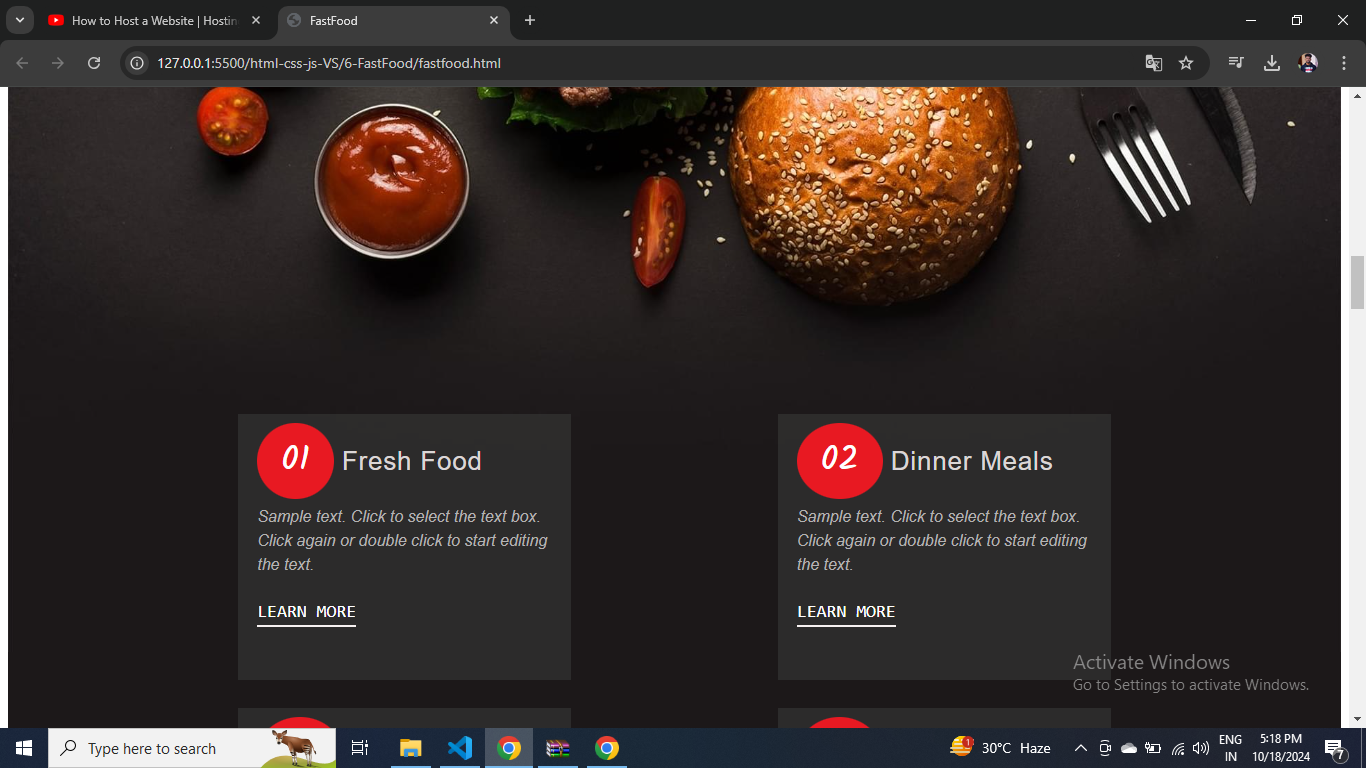 How to Host a Website | Hostin
FastFood
127.0.0.1:5500/html-css-js-VS/6-FastFood/fastfood.html
01 Fresh Food
Sample text. Click to select the text box.
Click again or double click to start editing
the text.
LEARN MORE
02 Dinner Meals
Sample text. Click to select the text box.
Click again or double click to start editing
the text.
LEARN MORE
Activate Windows
Go to Settings to activate Windows.
Type here to search
1
30°C Haze
ENG
IN
5:18 PM
10/18/2024
7